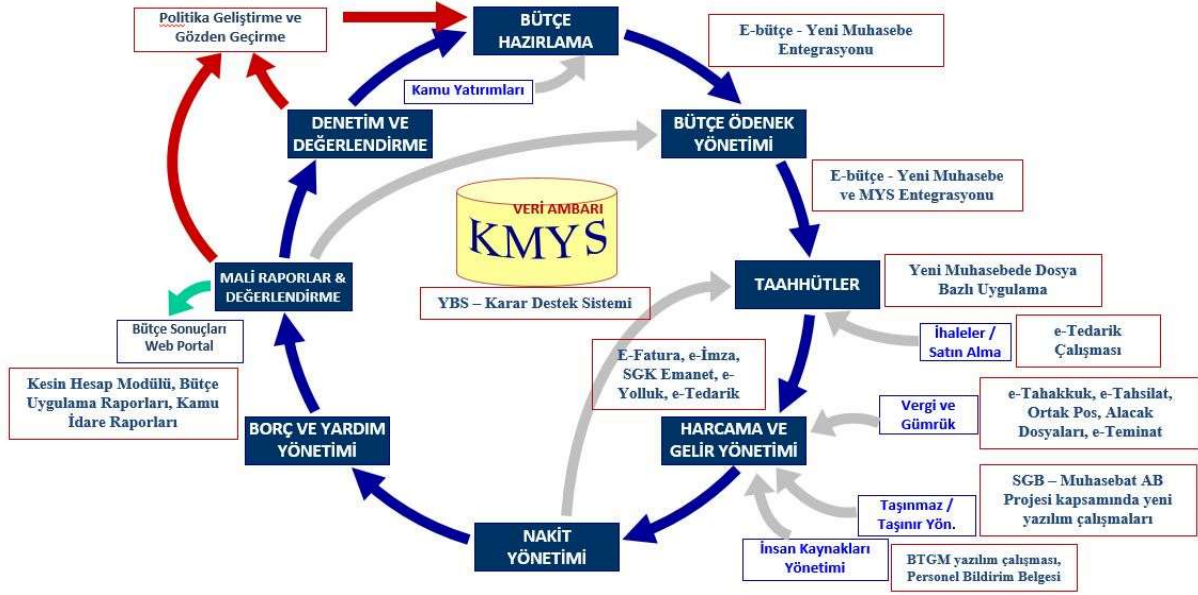 Politika Geliştirme ve
Gözden Geçirme
BÜTÇE
HAZIRLAMA
E-bütçe - Yeni Muhasebe
Entegrasyonu
Kamu Yatırımları
DENETİM VE
DEĞERLENDİRME
BÜTÇE ÖDENEK
YÖNETİMİ
E-bütçe - Yeni Muhasebe
ve MYS Entegrasyonu
VERİ AMBARI
KMYS
YBS – Karar Destek Sistemi
MALİ RAPORLAR &
DEĞERLENDİRME
TAAHHÜTLER
Yeni Muhasebede Dosya
Bazlı Uygulama
Bütçe Sonuçları
Web Portal
İhaleler /
Satın Alma
e-Tedarik
Çalışması
E-Fatura, e-İmza,
SGK Emanet, e-
Yolluk, e-Tedarik
Kesin Hesap Modülü, Bütçe
Uygulama Raporları, Kamu
İdare Raporları
BORÇ VE YARDIM
YÖNETİMİ
HARCAMA VE
GELİR YÖNETİMİ
Vergi ve
Gümrük
e-Tahakkuk, e-Tahsilat,
Ortak Pos, Alacak
Dosyaları, e-Teminat
Taşınmaz /
Taşınır Yön.
SGB – Muhasebat AB
Projesi kapsamında yeni
yazılım çalışmaları
NAKİT
YÖNETİMİ
İnsan Kaynakları
Yönetimi
BTGM yazılım çalışması,
Personel Bildirim Belgesi